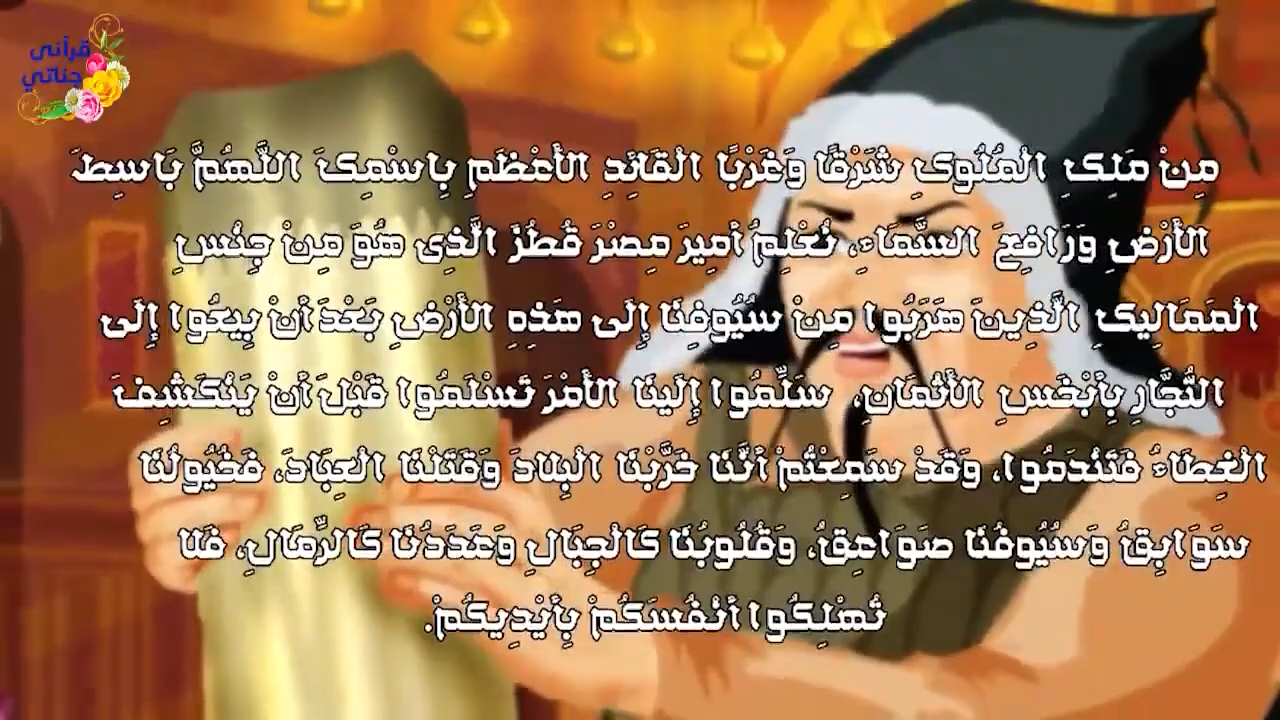 قرآنى
جناتي
مِنْ مَلِكِ الْمُلُوكِ شَرْقًا وَغَرْبًا الْقَائِدِ الأَعْظَمِ بِاسْمِكَ اللَّهُمَّ بَاسِطَ
الأَرْضِ وَرَافِعَ السَّمَاءِ، نُعْلِمُ أَمِيرَ مِصْرَ قُطُزَ الَّذِى هُوَ مِنْ جِنْسِ
الْمَمَالِيكِ الَّذِينَ هَرَبُوا مِنْ سُيُوفِنَا إِلَى هَذِهِ الأَرْضِ بَعْدَ أَنْ بِيعُوا إِلَى
التُّجَّارِ بِأَبْخَسِ الأَثْمَانِ، سَلِّمُوا إِلَينَا الأَمْرَ تَسْلَمُوا قَبْلَ أَنْ يَنْكَشِفَ
الْغِطَاءُ فَتَنْدَمُوا، وَقَدْ سَمِعْتُمْ أَنَّنَا خَرَّبْنَا الْبِلَادَ وَقَتَلْنَا الْعِبَادَ، فَخُيُولُنَا
سَوَابِقُ وَسُيُوفُنَا صَوَاعِقُ، وَقُلُوبُنَا كَالْجِبَالِ وَعَدَدُنَا كَالرِّمَالِ، فَلَا
تُهْلِكُوا أَنْفُسَكُمْ بِأَيْدِيكُمْ.